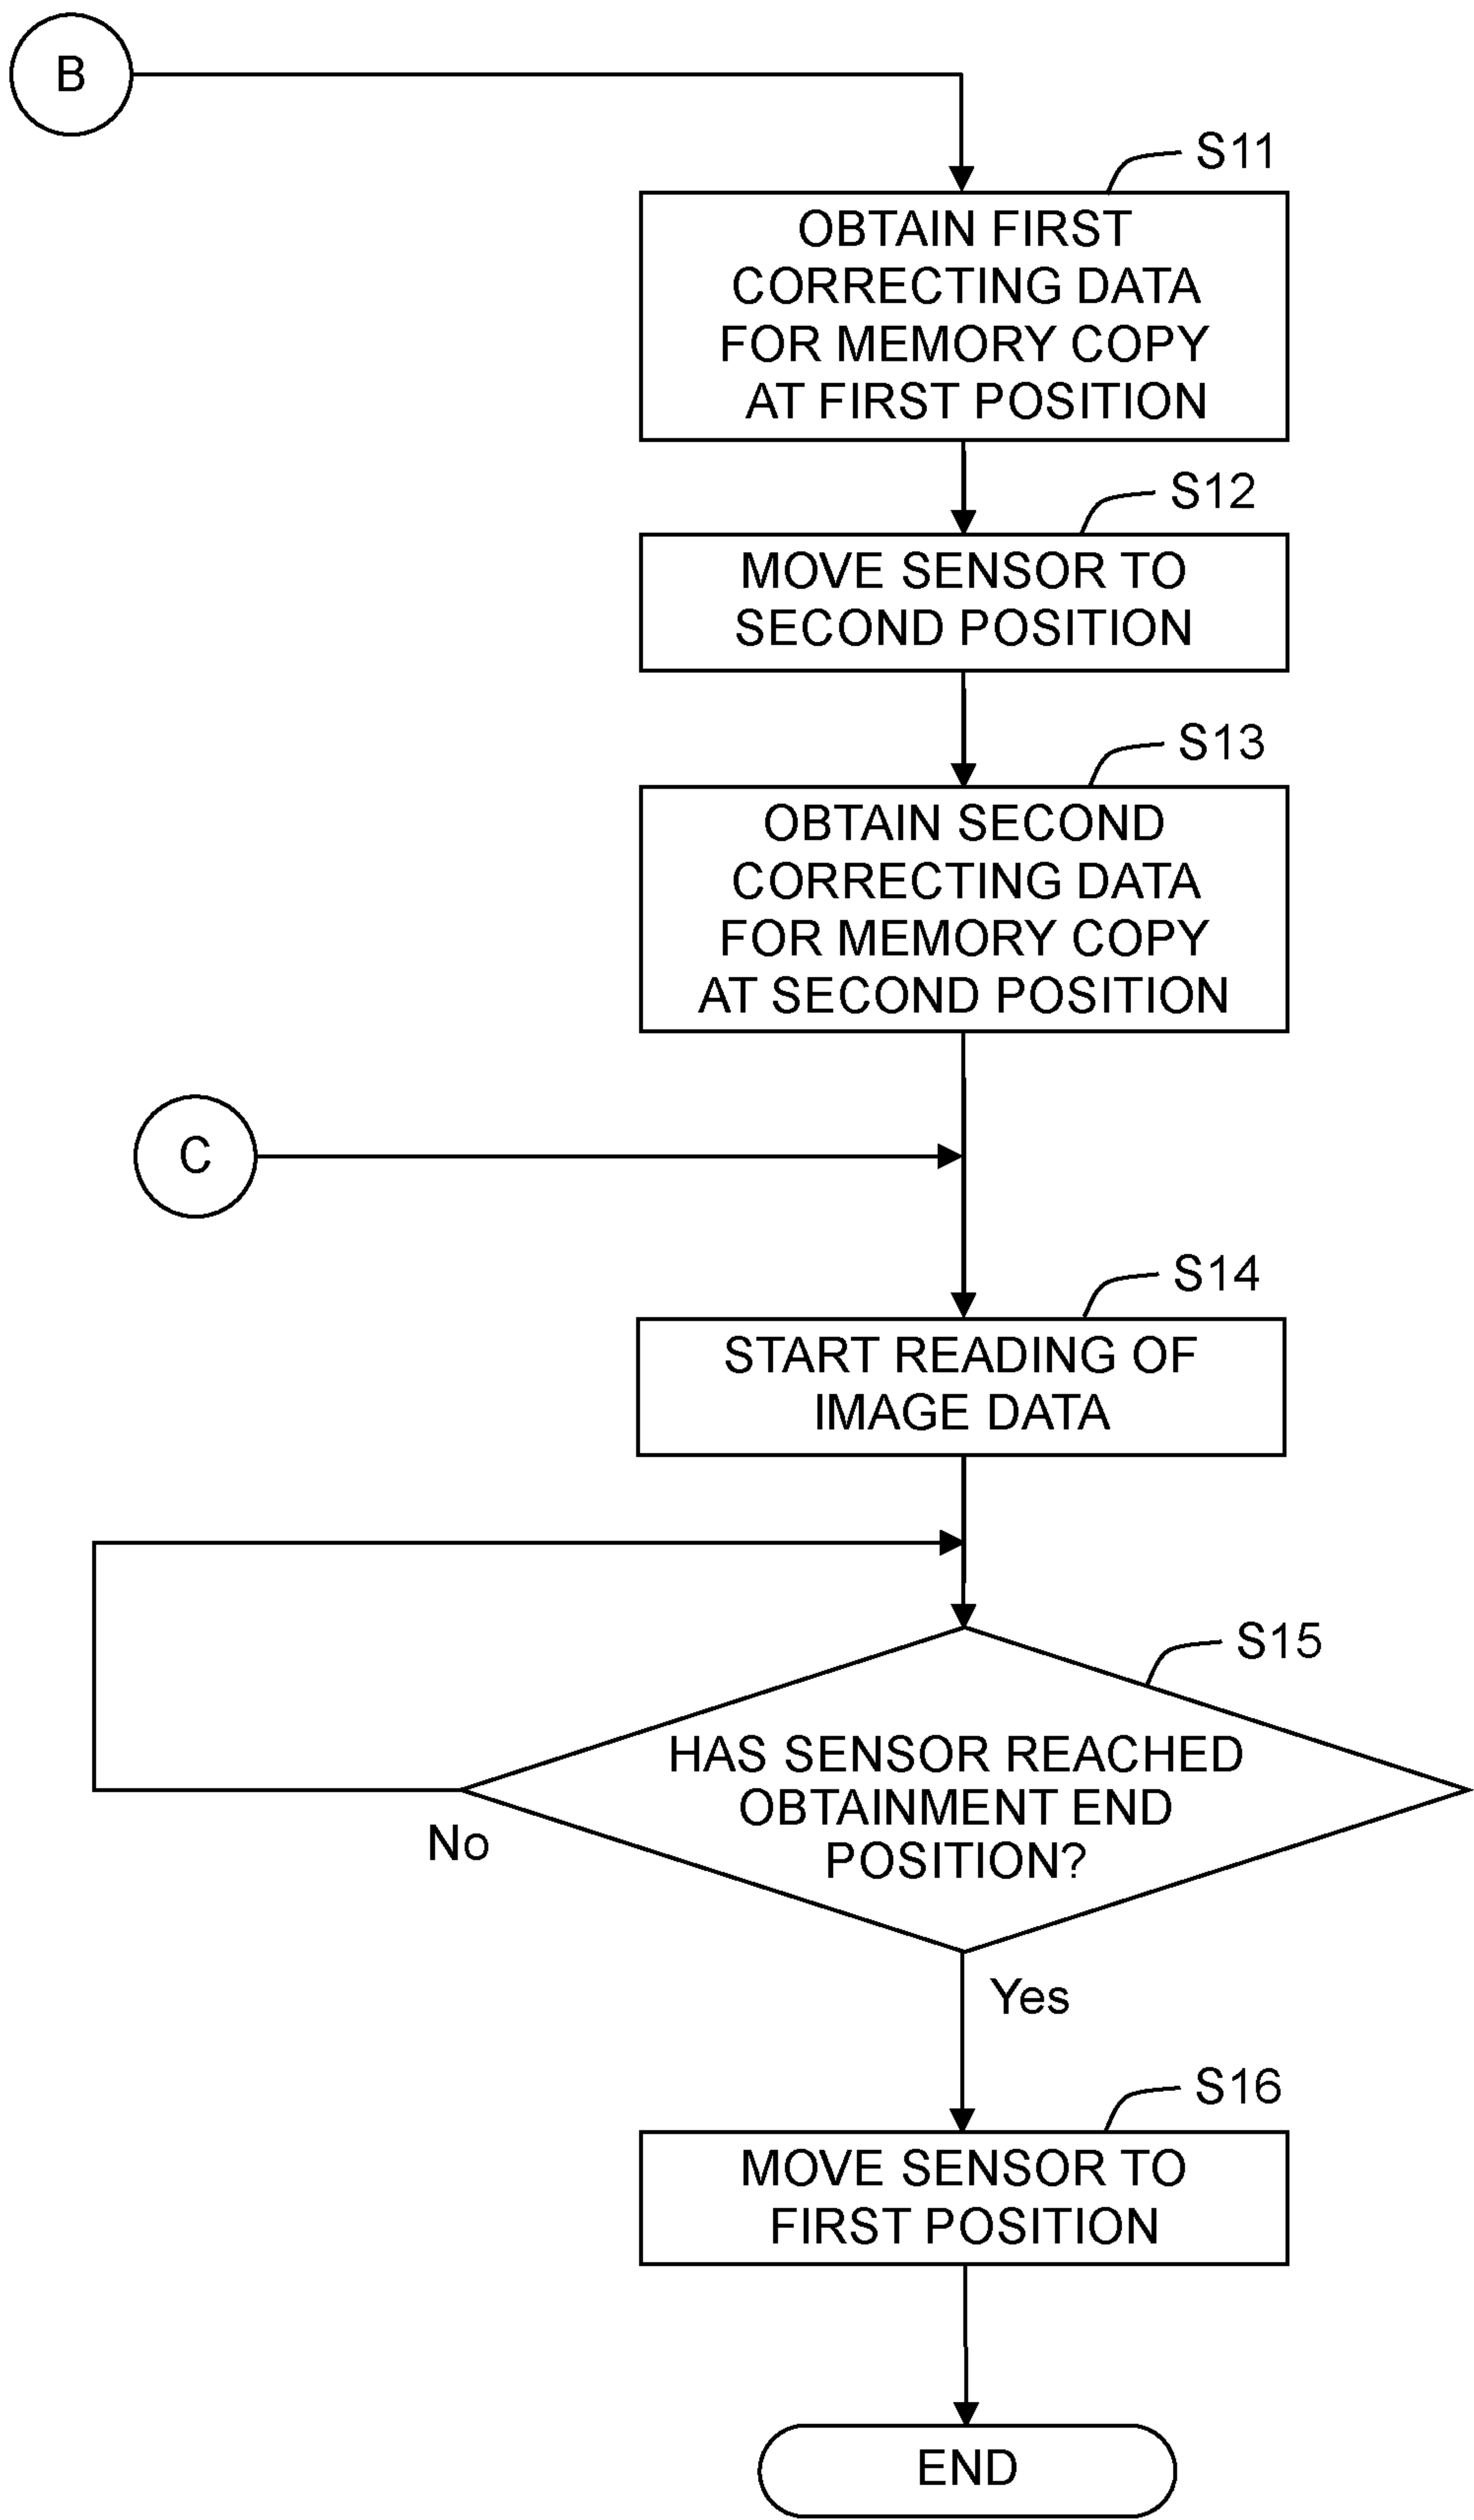 B
S11
OBTAIN FIRST
CORRECTING DATA
FOR MEMORY COPY
AT FIRST POSITION
S12
MOVE SENSOR TO
SECOND POSITION
S13
OBTAIN SECOND
CORRECTING DATA
FOR MEMORY COPY
AT SECOND POSITION
C
S14
START READING OF
IMAGE DATA
S15
HAS SENSOR REACHED
OBTAINMENT END
POSITION?
No
Yes
S16
MOVE SENSOR TO
FIRST POSITION
END